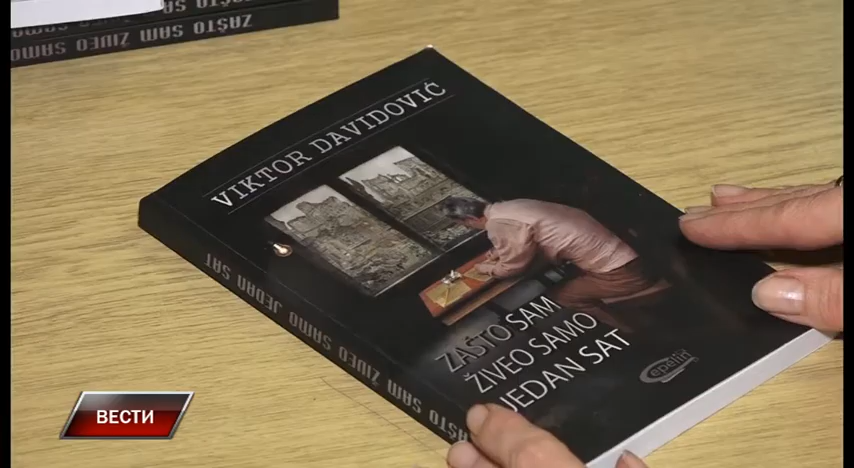 ZAŠTO SAM ŽIVEO SAMO
VIKTOR DAVIDOVIĆ
ZAŠTO SAM
ŽIVEO SAMO
JEDAN SAT
epolin
ZAŠTO SAM ŽIVEO SAMO JEDAN SAT
ВЕСТИ